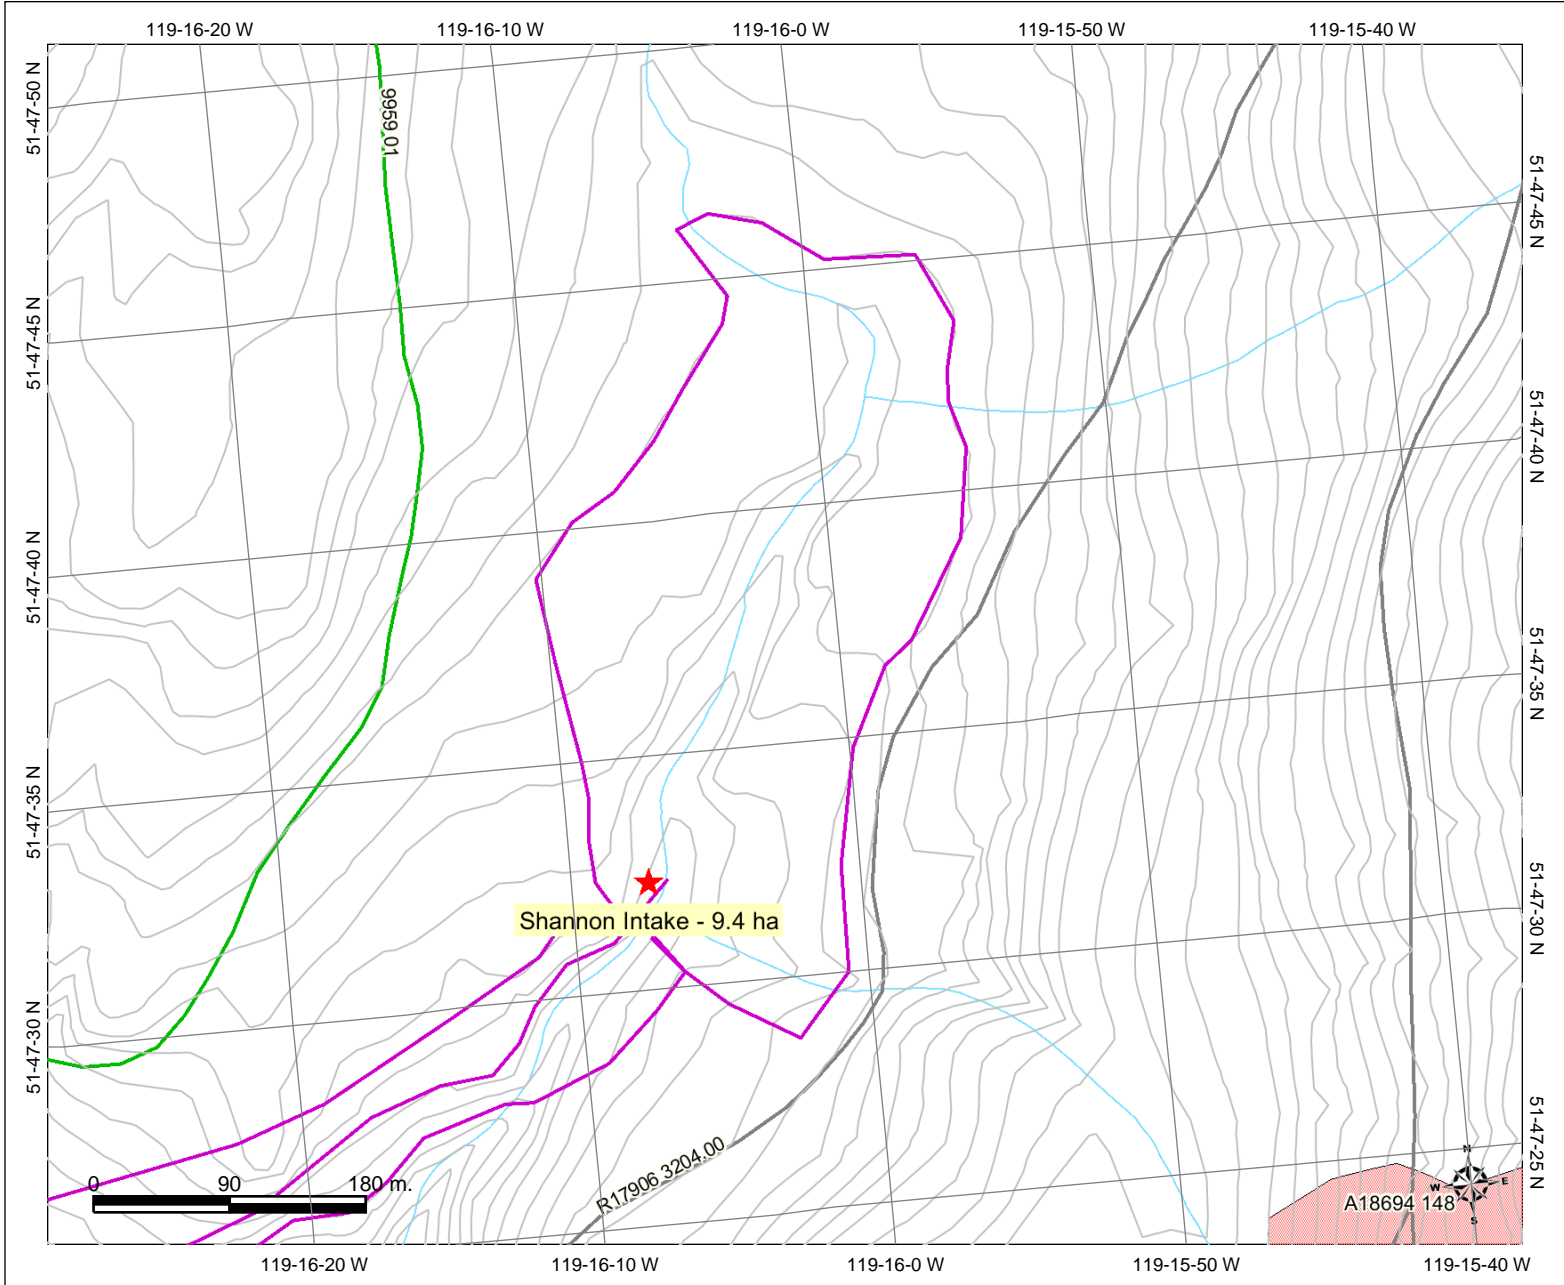 119-16-20 W
119-16-10 W
119-16-0 W
119-15-50 W
119-15-40 W
51-47-50 N
51-47-45 N
51-47-40 N
51-47-35 N
51-47-30 N
9959.01
51-47-45 N
51-47-40 N
51-47-35 N
51-47-30 N
51-47-25 N
Shannon Intake - 9.4 ha
R17906 3204.00
A18694 148
N
W
E
S
0 90 180 m.
119-16-20 W
119-16-10 W
119-16-0 W
119-15-50 W
119-15-40 W